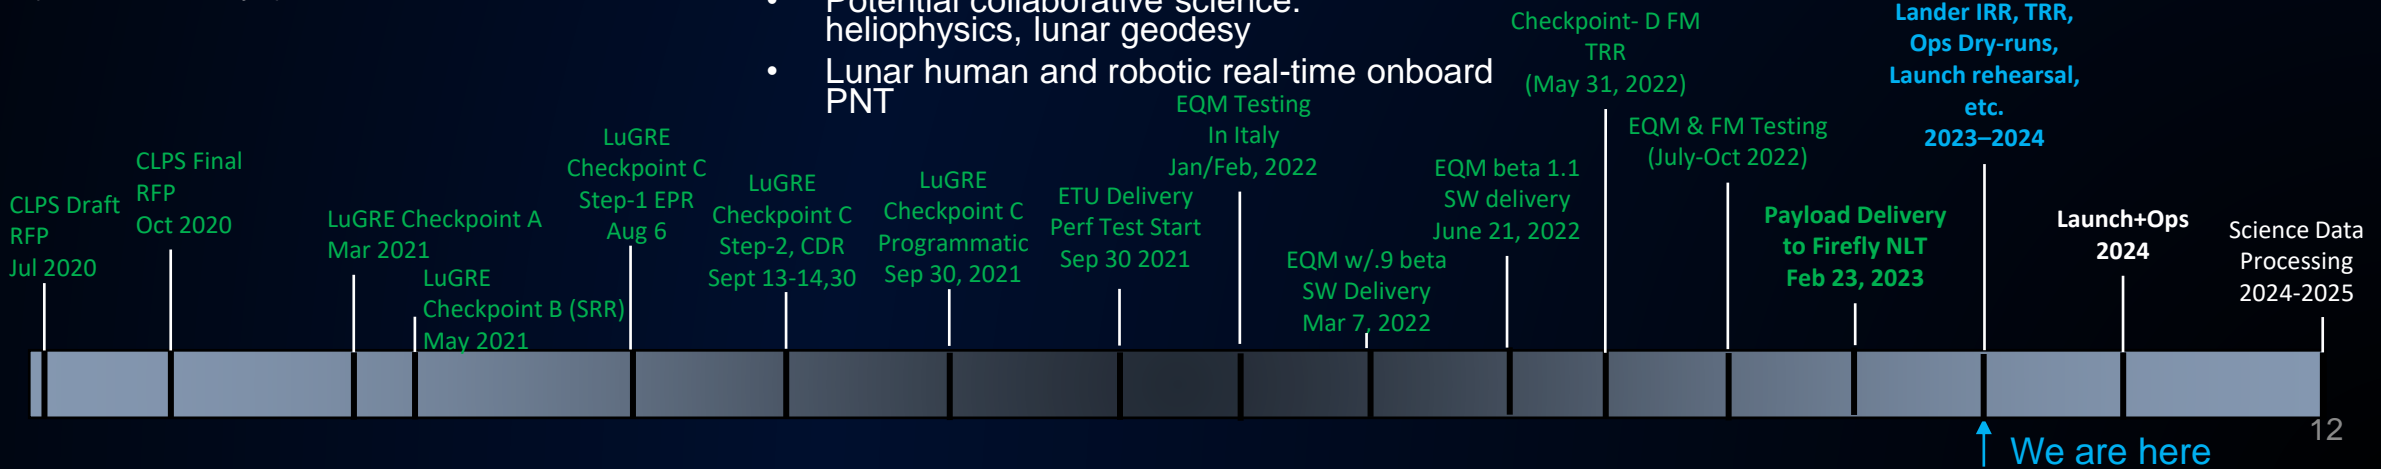 • Potential collaborative science:
heliophysics, lunar geodesy
• Lunar human and robotic real-time onboard
PNT
CLPS Draft
RFP
Jul 2020
CLPS Final
RFP
Oct 2020
LuGRE Checkpoint A
Mar 2021
LuGRE
Checkpoint B (SRR)
May 2021
LuGRE
Checkpoint C
Step-1 EPR
Aug 6
LuGRE
Checkpoint C
Step-2, CDR
Sept 13-14,30
LuGRE
Checkpoint C
Programmatic
Sep 30, 2021
ETU Delivery
Perf Test Start
Sep 30 2021
EQM Testing
In Italy
Jan/Feb, 2022
EQM w/.9 beta
SW Delivery
Mar 7, 2022
EQM beta 1.1
SW delivery
June 21, 2022
Checkpoint- D FM
TRR
(May 31, 2022)
EQM & FM Testing
(July-Oct 2022)
Payload Delivery
to Firefly NLT
Feb 23, 2023
Lander IRR, TRR,
Ops Dry-runs,
Launch rehearsal,
etc.
2023–2024
Launch+Ops
2024
Science Data
Processing
2024-2025
We are here
12